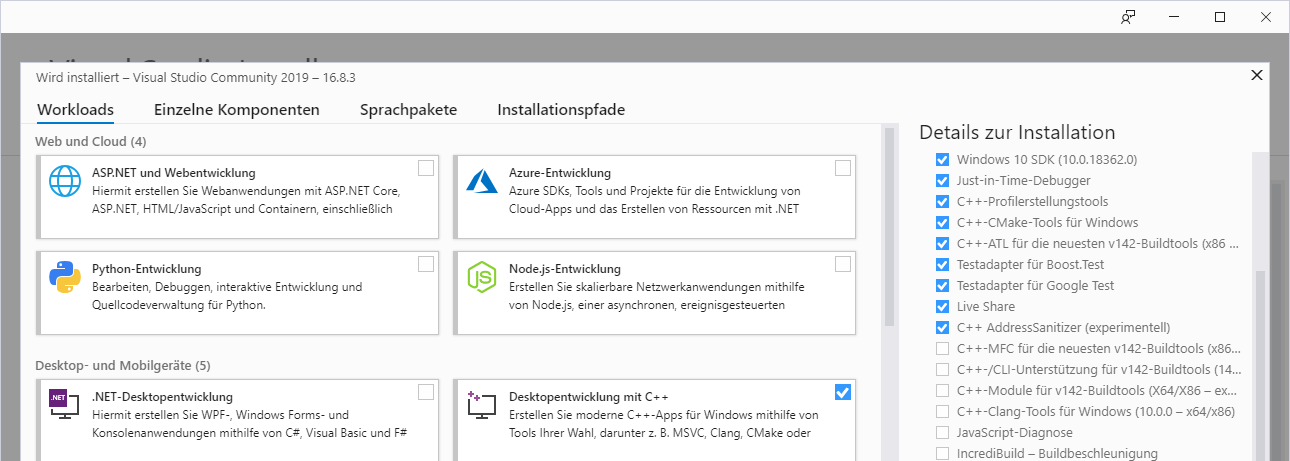 Wird installiert – Visual Studio Community 2019 – 16.8.3
Workloads
Einzelne Komponenten
Sprachpakete
Installationspfade
Web und Cloud (4)
ASP.NET und Webentwicklung
Hiermit erstellen Sie Webanwendungen mit ASP.NET Core,
ASP.NET, HTML/JavaScript und Containern, einschließlich
Azure-Entwicklung
Azure SDKs, Tools und Projekte für die Entwicklung von
Cloud-Apps und das Erstellen von Ressourcen mit .NET
Python-Entwicklung
Bearbeiten, Debuggen, interaktive Entwicklung und
Quellcodeverwaltung für Python.
JS
Node.js-Entwicklung
Erstellen Sie skalierbare Netzwerkanwendungen mithilfe
von Node.js, einer asynchronen, ereignisgesteuerten
Desktop- und Mobilgeräte (5)
.NET
.NET-Desktopentwicklung
Hiermit erstellen Sie WPF-, Windows Forms- und
Konsolenanwendungen mithilfe von C#, Visual Basic und F#
Desktopentwicklung mit C++
Erstellen Sie moderne C++-Apps für Windows mithilfe von
Tools Ihrer Wahl, darunter z. B. MSVC, Clang, CMake oder
Details zur Installation
Windows 10 SDK (10.0.18362.0)
Just-in-Time-Debugger
C++-Profilerstellungstools
C++-CMake-Tools für Windows
C++-ATL für die neuesten v142-Buildtools (x86 ...
Testadapter für Boost.Test
Testadapter für Google Test
Live Share
C++ AddressSanitizer (experimentell)
C++-MFC für die neuesten v142-Buildtools (x86...
C++-/CLI-Unterstützung für v142-Buildtools (14...
C++-Module für v142-Buildtools (X64/X86 – ex...
C++-Clang-Tools für Windows (10.0.0 – x64/x86)
JavaScript-Diagnose
IncrediBuild – Buildbeschleunigung